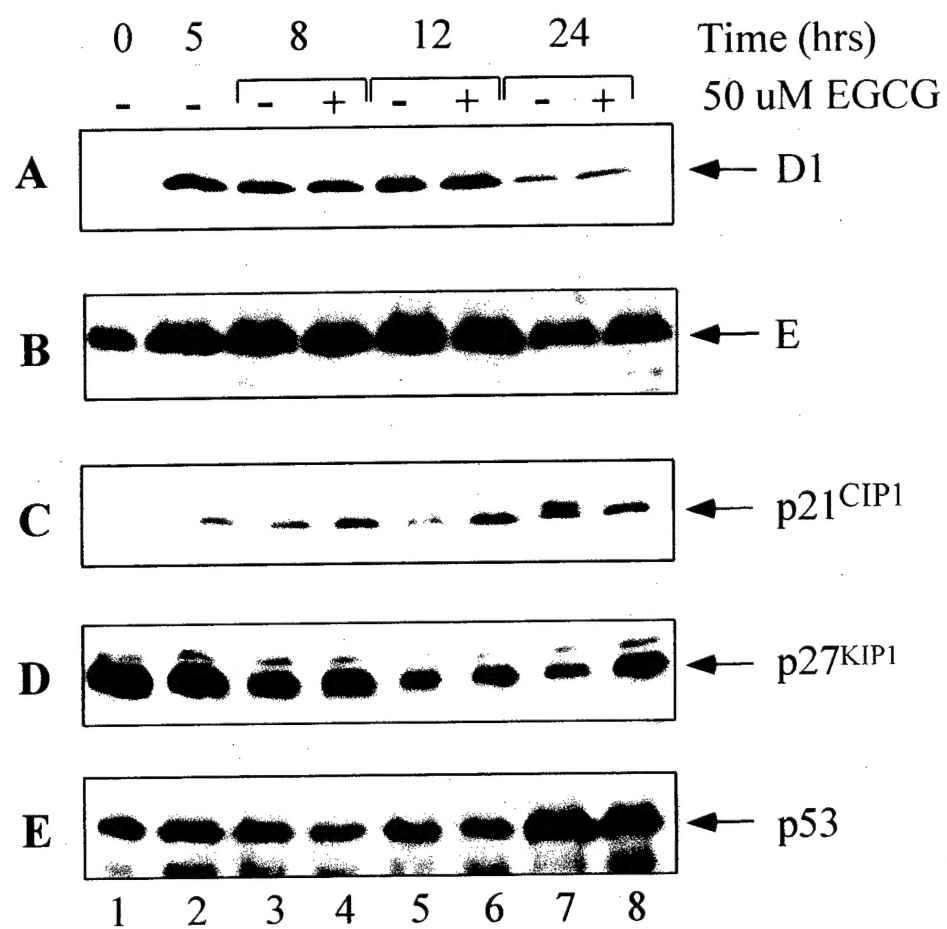 0 5 8 12 24 Time (hrs)
- - - + - + - + 50 uM EGCG
A D1
B E
C p21CIP1
D p27KIP1
E p53
1 2 3 4 5 6 7 8